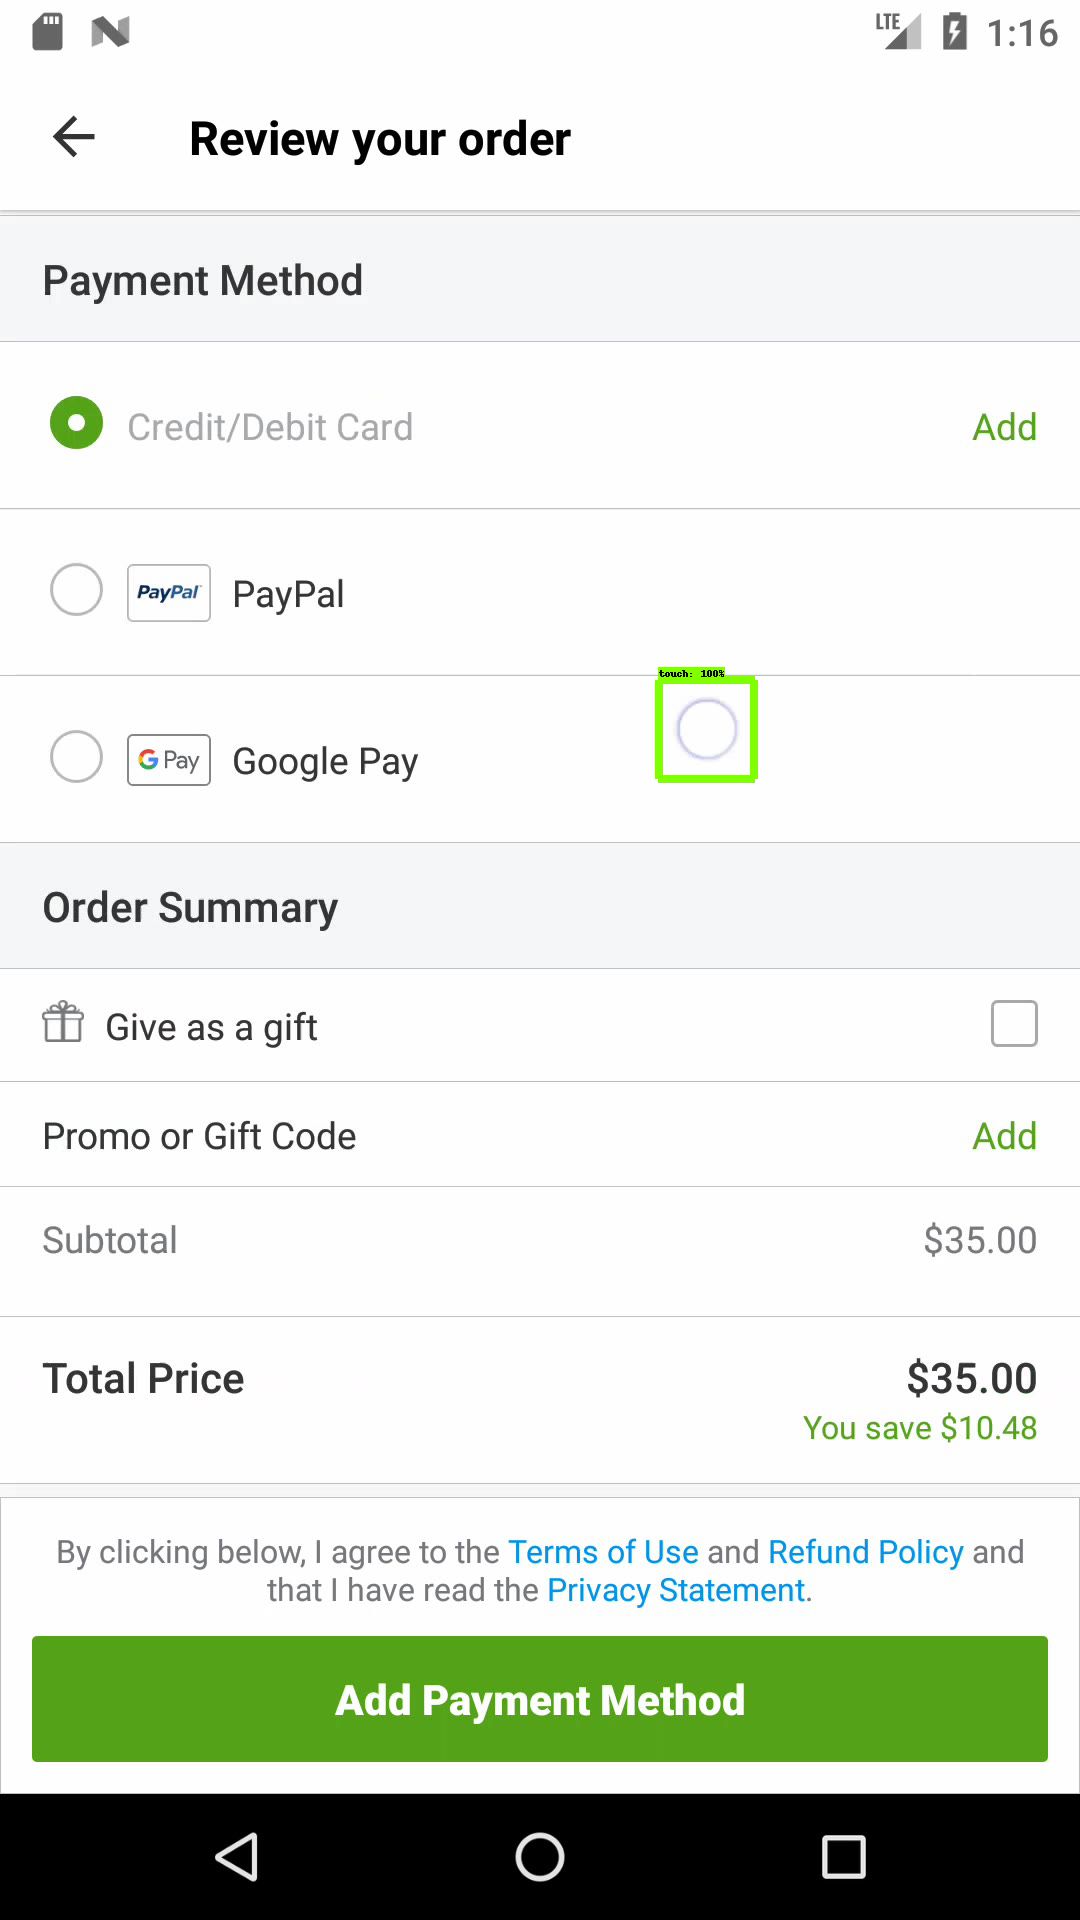 LTE 1:16
Review your order
Payment Method
Credit/Debit Card Add
PayPal PayPal
touch: 100%
G Pay Google Pay
Order Summary
Give as a gift
Promo or Gift Code Add
Subtotal $35.00
Total Price $35.00
You save $10.48
By clicking below, I agree to the Terms of Use and Refund Policy and
that I have read the Privacy Statement.
Add Payment Method